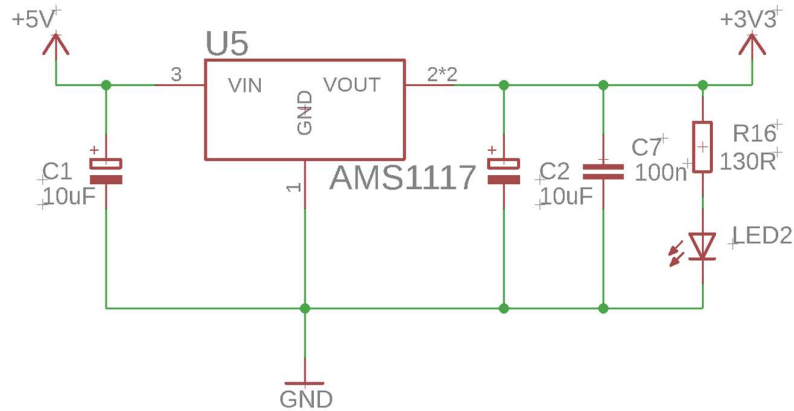 +5V
+3V3
U5
3
VIN
VOUT
2*2
GND
+
C1
10uF
1
AMS1117
+
C2
10uF
C7
100n
R16
130R
LED2
GND